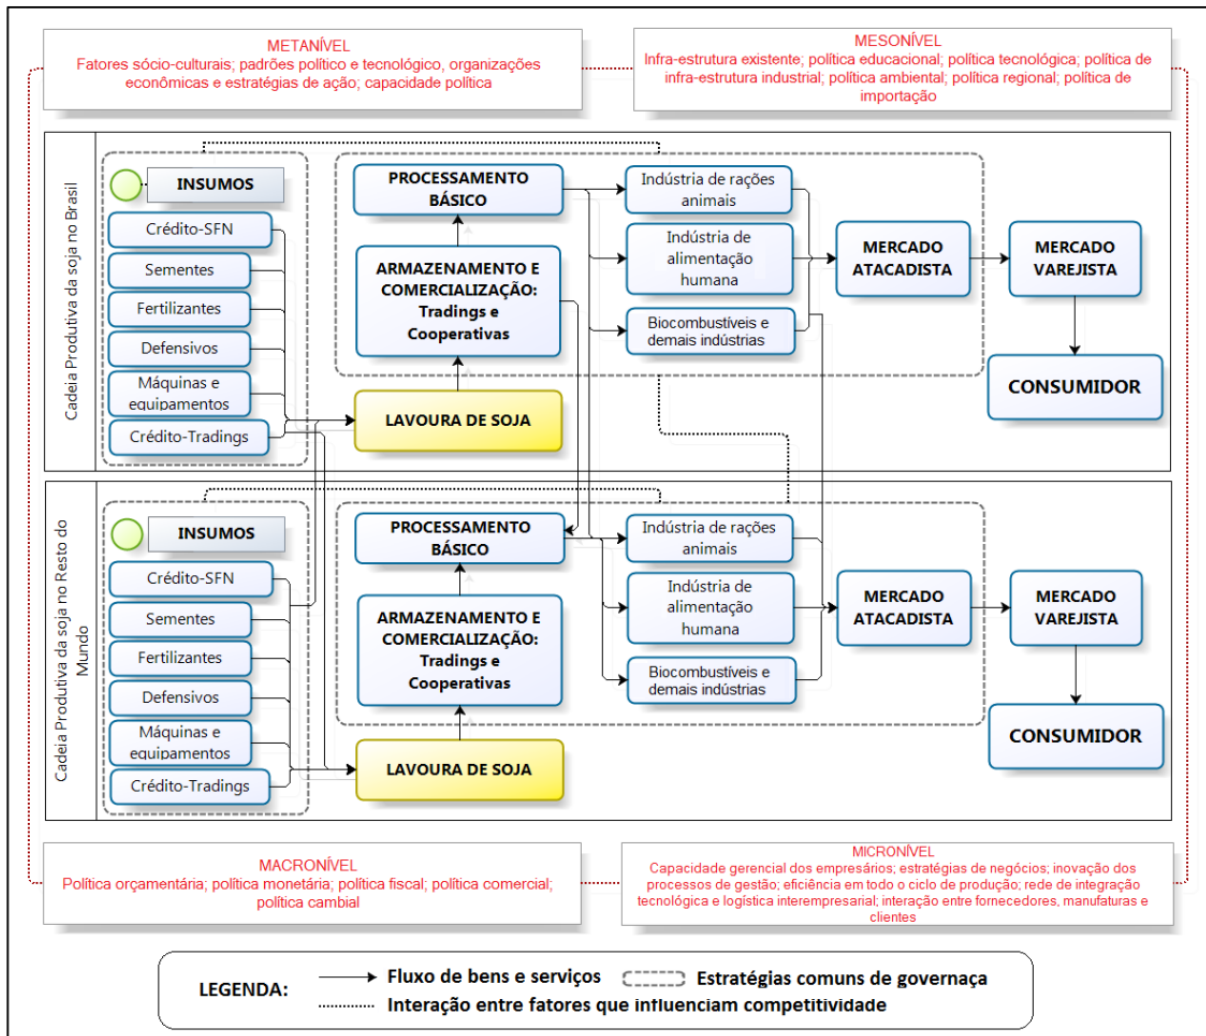 METANÍVEL
Fatores sócio-culturais; padrões político e tecnológico, organizações
econômicas e estratégias de ação; capacidade política
MESONÍVEL
Infra-estrutura existente; política educacional; política tecnológica; política
de infra-estrutura industrial; política ambiental; política regional; política de
importação
Cadeia Produtiva da soja no Brasil
INSUMOS
Crédito-SFN
Sementes
Fertilizantes
Defensivos
Máquinas e
equipamentos
Crédito-Tradings
PROCESSAMENTO
BÁSICO
ARMAZENAMENTO E
COMERCIALIZAÇÃO:
Tradings e
Cooperativas
LAVOURA DE SOJA
Indústria de rações
animais
Indústria de
alimentação
humana
Biocombustíveis e
demais indústrias
MERCADO
ATACADISTA
MERCADO
VAREJISTA
CONSUMIDOR
Cadeia Produtiva da soja no Resto do
Mundo
INSUMOS
Crédito-SFN
Sementes
Fertilizantes
Defensivos
Máquinas e
equipamentos
Crédito-Tradings
PROCESSAMENTO
BÁSICO
ARMAZENAMENTO E
COMERCIALIZAÇÃO:
Tradings e
Cooperativas
LAVOURA DE SOJA
Indústria de rações
animais
Indústria de
alimentação
humana
Biocombustíveis e
demais indústrias
MERCADO
ATACADISTA
MERCADO
VAREJISTA
CONSUMIDOR
MACRONÍVEL
Política orçamentária; política monetária; política fiscal; política comercial;
política cambial
MICRONÍVEL
Capacidade gerencial dos empresários; estratégias de negócios; inovação dos
processos de gestão; eficiência em todo o ciclo de produção; rede de integração
tecnológica e logística interempresarial; interação entre fornecedores, manufaturas e
clientes
LEGENDA:
Fluxo de bens e serviços
Estratégias comuns de governaça
Interação entre fatores que influenciam competitividade